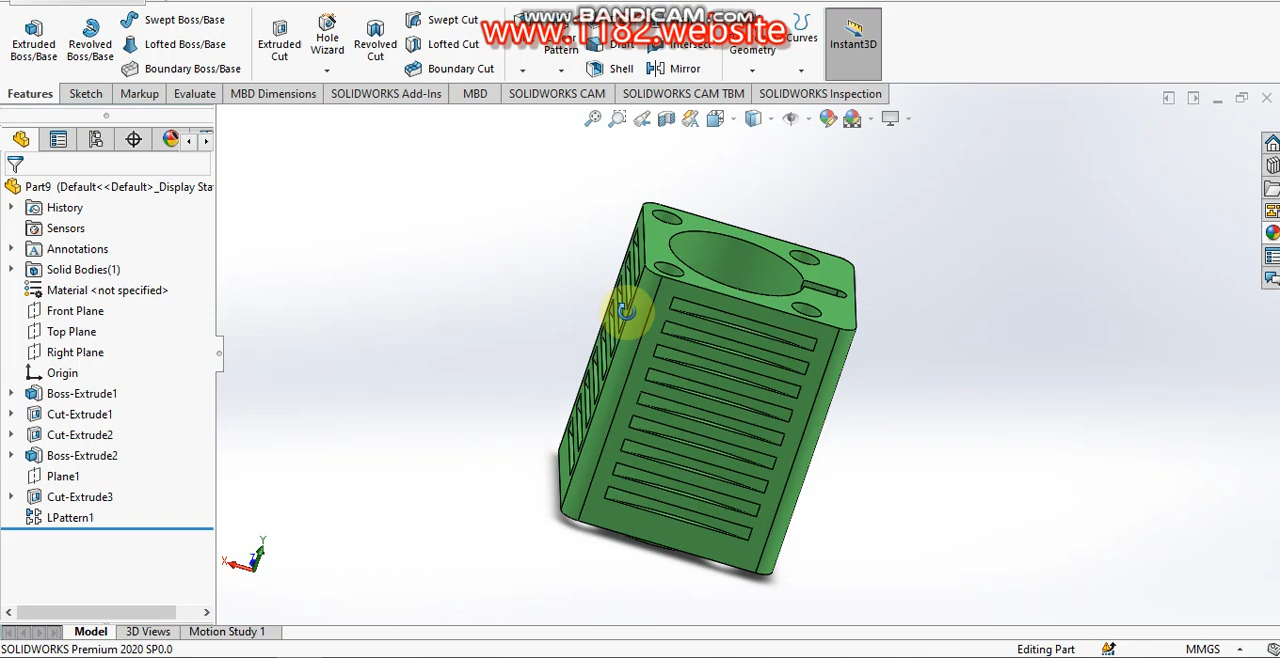 www.BANDICAM.com
www.1182.website
Extruded Boss/Base
Revolved Boss/Base
Swept Boss/Base
Lofted Boss/Base
Boundary Boss/Base
Extruded Cut
Hole Wizard
Revolved Cut
Swept Cut
Lofted Cut
Boundary Cut
Pattern
Draft
Shell
Intersect
Mirror
Geometry
Curves
Instant3D
Features
Sketch
Markup
Evaluate
MBD Dimensions
SOLIDWORKS Add-Ins
MBD
SOLIDWORKS CAM
SOLIDWORKS CAM TBM
SOLIDWORKS Inspection
Part9 (Default<<Default>_Display Sta
History
Sensors
Annotations
Solid Bodies(1)
Material <not specified>
Front Plane
Top Plane
Right Plane
Origin
Boss-Extrude1
Cut-Extrude1
Cut-Extrude2
Boss-Extrude2
Plane1
Cut-Extrude3
LPattern1
Y
X
Z
Model
3D Views
Motion Study 1
SOLIDWORKS Premium 2020 SP0.0
Editing Part
MMGS